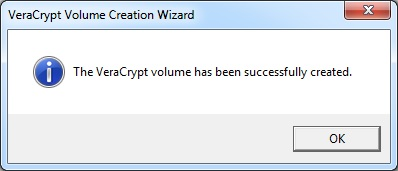 VeraCrypt Volume Creation Wizard
The VeraCrypt volume has been successfully created.
OK